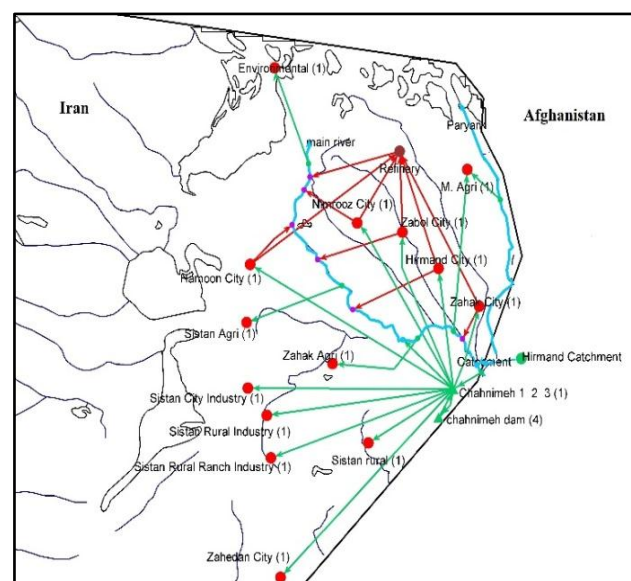 Environmental (1)
Iran
Afghanistan
Paryan
main river
Refinery
M. Agri (1)
Nimrooz City (1)
Zabol City (1)
Hirmand City (1)
Hamoon City (1)
Zahak City (1)
Sistan Agri (1)
Zahak Agri (1)
Catchment
Hirmand Catchment
Sistan City Industry (1)
Chahnimeh 1 2 3 (1)
Sistan Rural Industry (1)
chahnimeh dam (4)
Sistan Rural Ranch Industry (1)
Sistan rural (1)
Zahedan City (1)